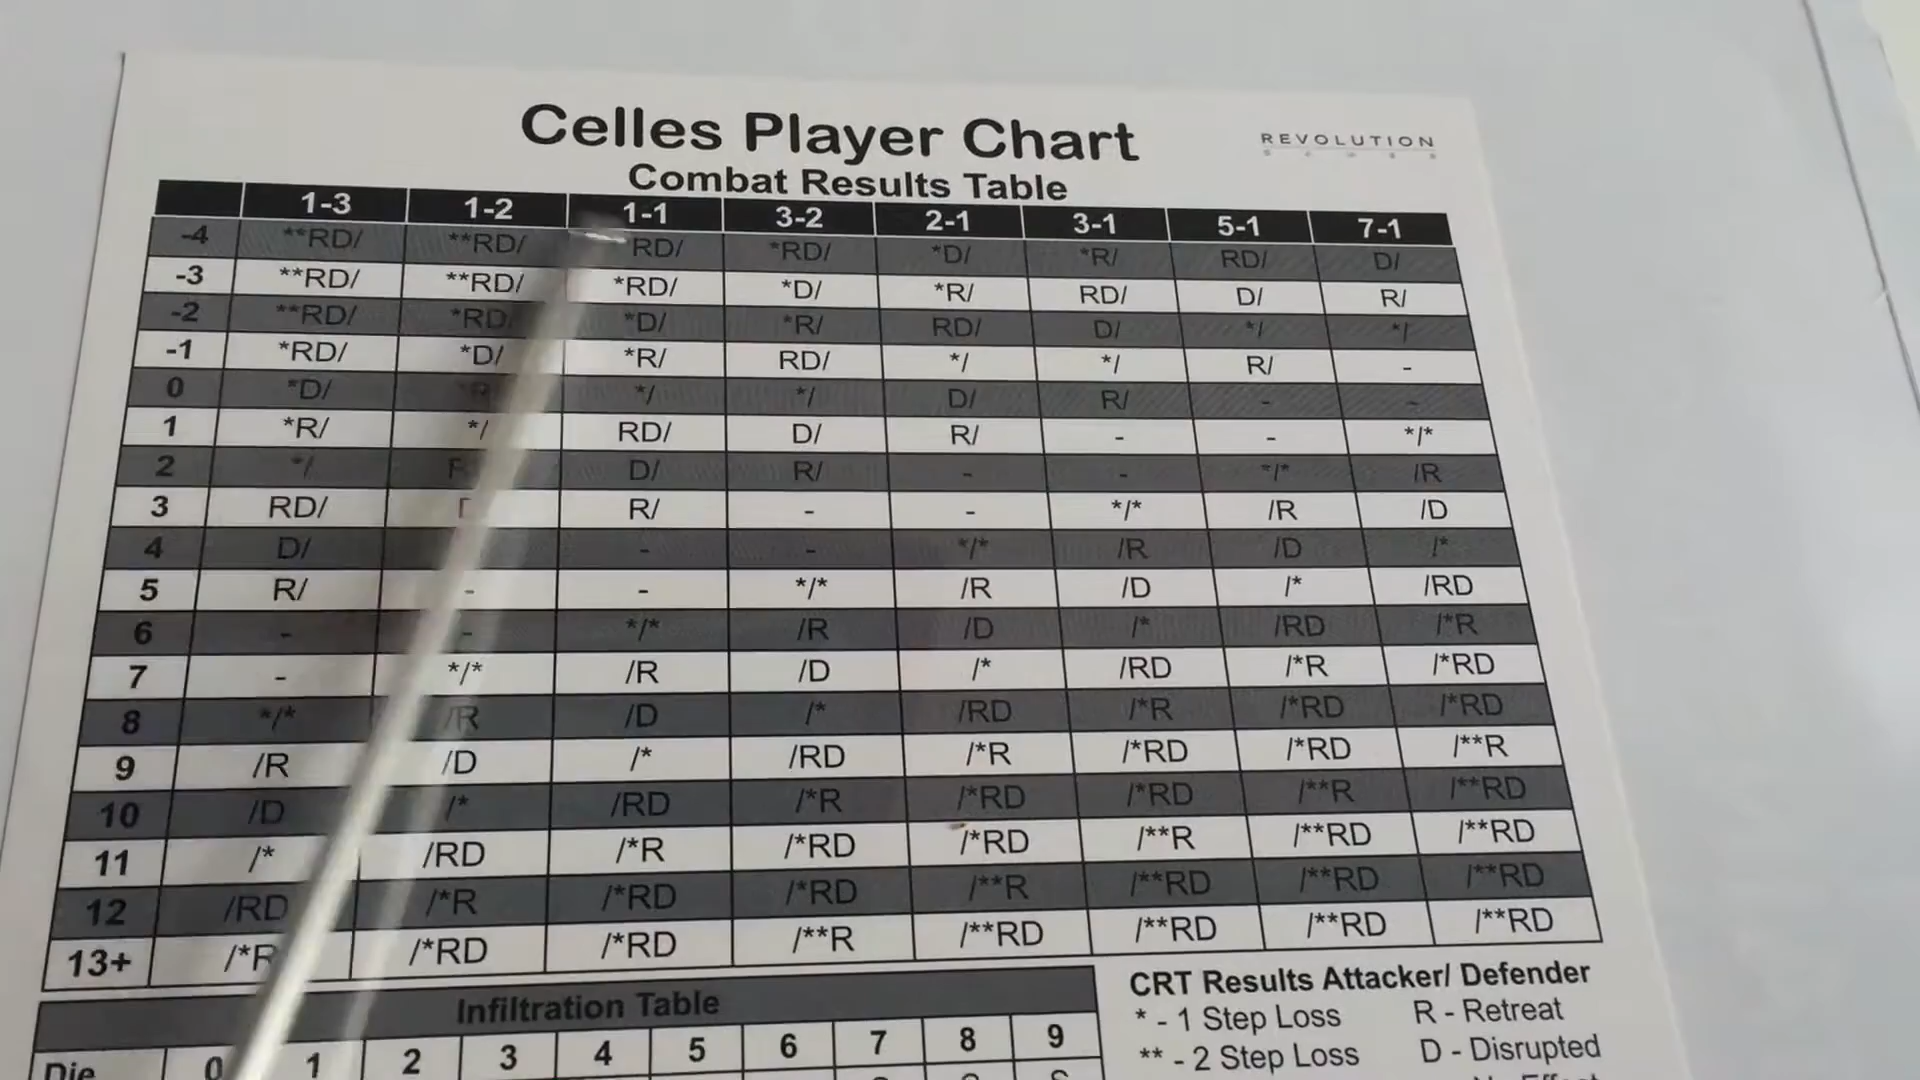 Celles Player Chart
REVOLUTION
Combat Results Table
1-3 1-2 1-1 3-2 2-1 3-1 5-1 7-1
-4 **RD/ **RD/ *RD/ *RD/ *D/ *R/ RD/ D/
-3 **RD/ **RD/ *RD/ *D/ *R/ RD/ D/ R/
-2 **RD/ *RD/ *D/ *R/ RD/ D/ */ */
-1 *RD/ *D/ *R/ RD/ */ */ R/ -
0 *D/ */ */ D/ R/ - -
1 *R/ */ RD/ D/ R/ - - */*
2 */ D/ R/ - - */* /R
3 RD/ R/ - - */* /R /D
4 D/ - - */* /R /D /*
5 R/ - - */* /R /D /* /RD
6 - - */* /R /D /* /RD /*R
7 - */* /R /D /* /RD /*R /*RD
8 */* /R /D /* /RD /*R /*RD /*RD
9 /R /D /* /RD /*R /*RD /*RD /**R
10 /D /* /RD /*R /*RD /*RD /**R /**RD
11 /* /RD /*R /*RD /*RD /**R /**RD /**RD
12 /RD /*R /*RD /*RD /**R /**RD /**RD /**RD
13+ /*R /*RD /*RD /**R /**RD /**RD /**RD /**RD
Infiltration Table
Die 0 1 2 3 4 5 6 7 8 9
CRT Results Attacker/ Defender
* - 1 Step Loss R - Retreat
** - 2 Step Loss D - Disrupted